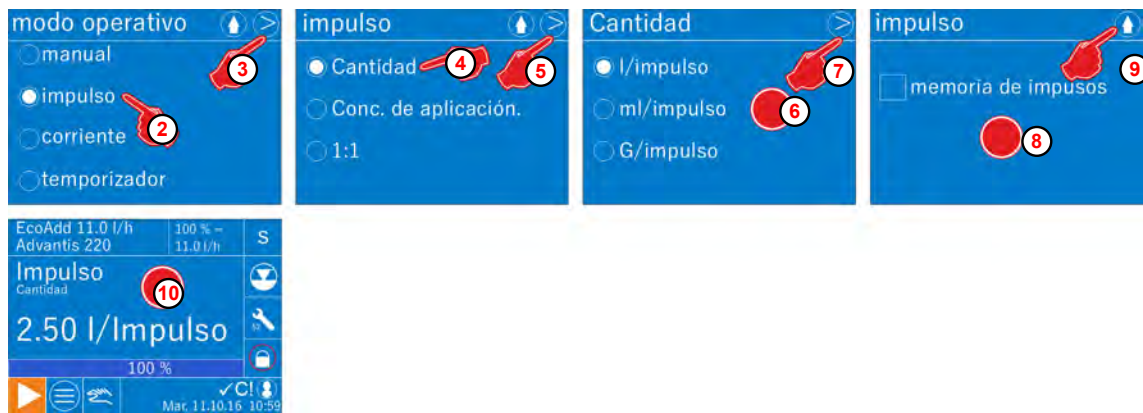 modo operativo
manual
3
impulso
2
corriente
temporizador
impulso
Cantidad
4
5
Conc. de aplicación.
1:1
Cantidad
l/impulso
7
ml/impulso
6
G/impulso
impulso
9
memoria de impusos
8
EcoAdd 11.0 l/h
Advantis 220
100 % =
11.0 l/h
S
Impulso
Cantidad
10
2.50 l/Impulso
100 %
✓C!
Mar, 11.10.16 10:59